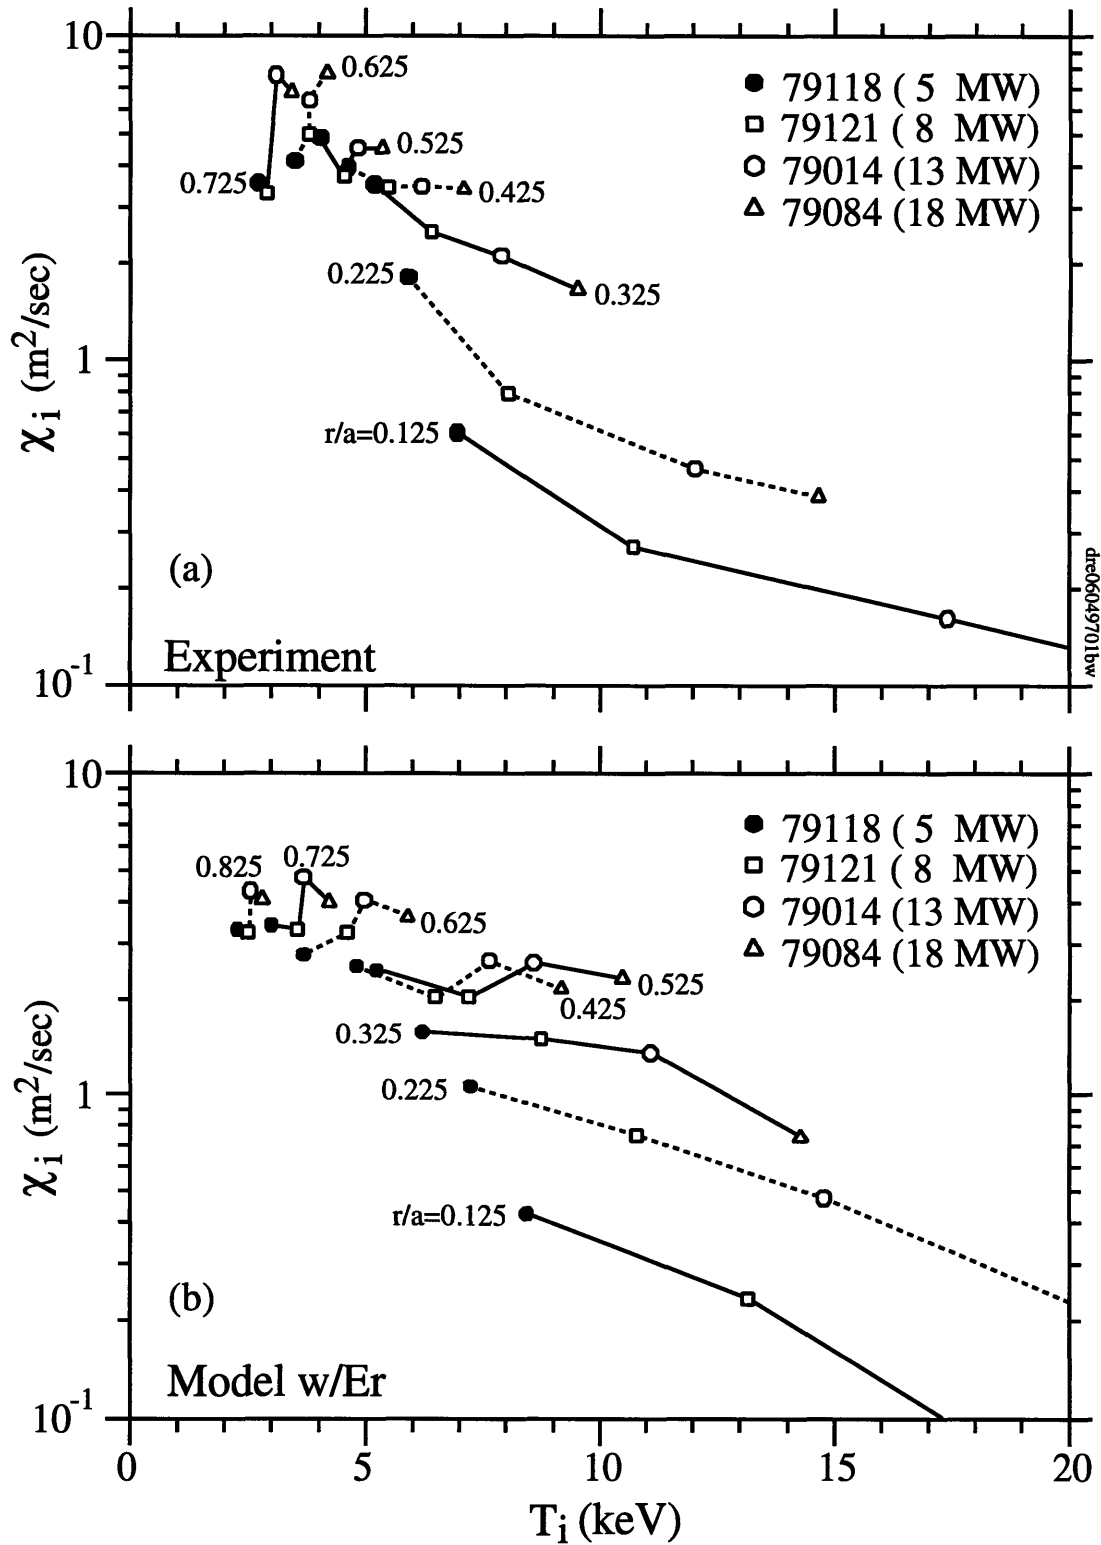 10
0.625
79118 ( 5 MW)
79121 ( 8 MW)
79014 (13 MW)
79084 (18 MW)
0.525
0.725
0.425
0.225
0.325
χi (m2/sec)
1
r/a=0.125
(a)
Experiment
10-1
dre06049701bw
10
0.725
0.825
79118 ( 5 MW)
79121 ( 8 MW)
79014 (13 MW)
79084 (18 MW)
0.625
0.525
0.425
0.325
0.225
χi (m2/sec)
1
r/a=0.125
(b)
Model w/Er
10-1
0 5 10 15 20
Ti (keV)